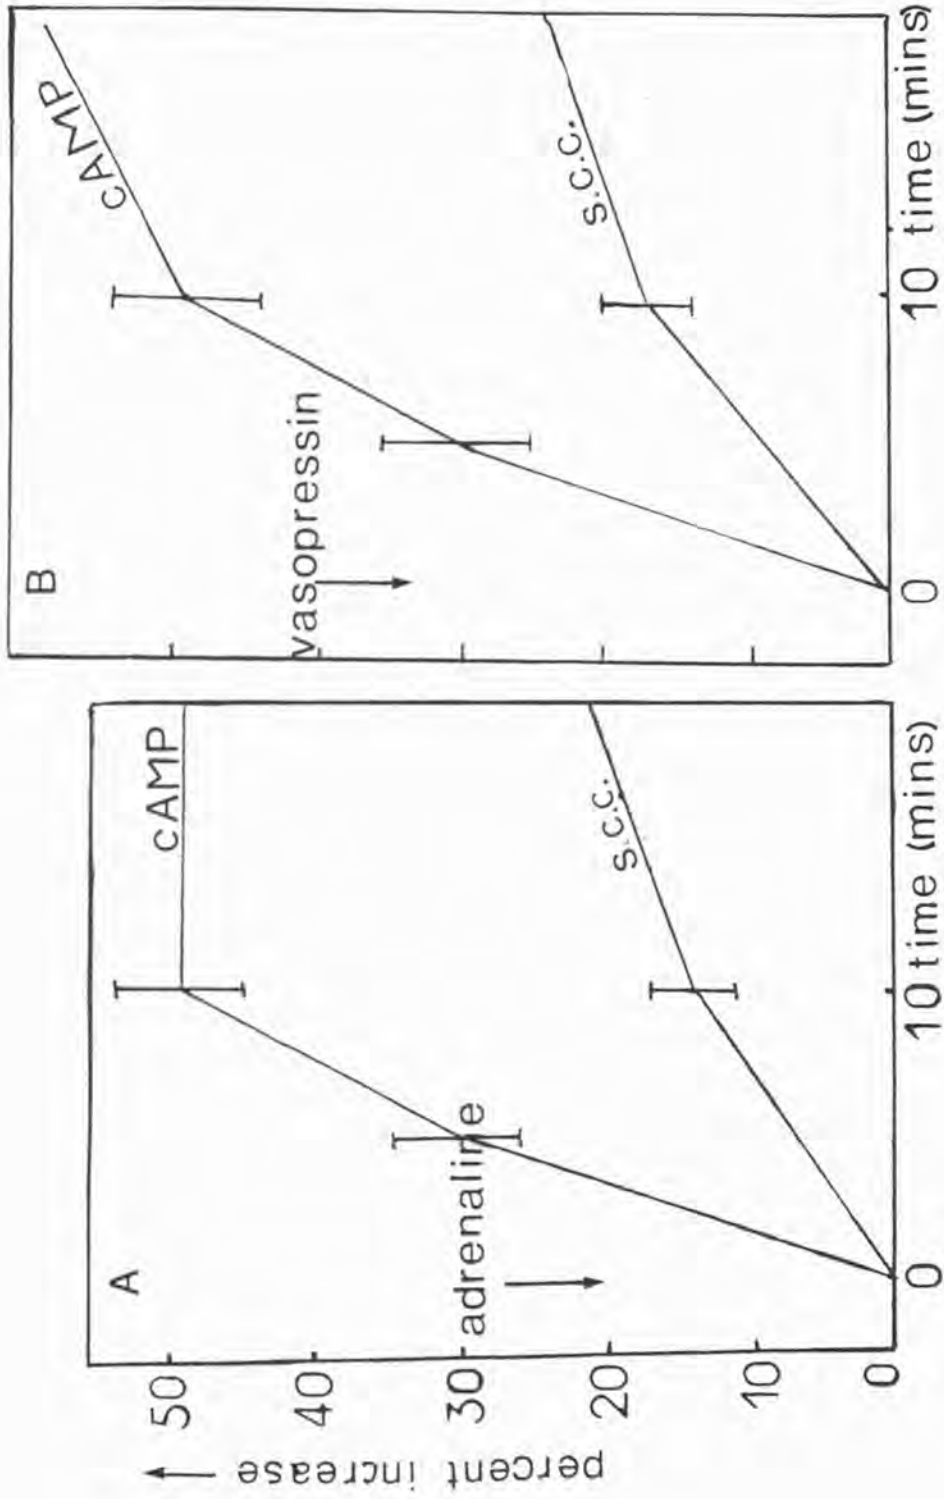 percent increase
50
40
30
20
10
0
A
adrenaline
cAMP
s.c.c.
0
10 time (mins)
B
vasopressin
cAMP
s.c.c.
0
10 time (mins)